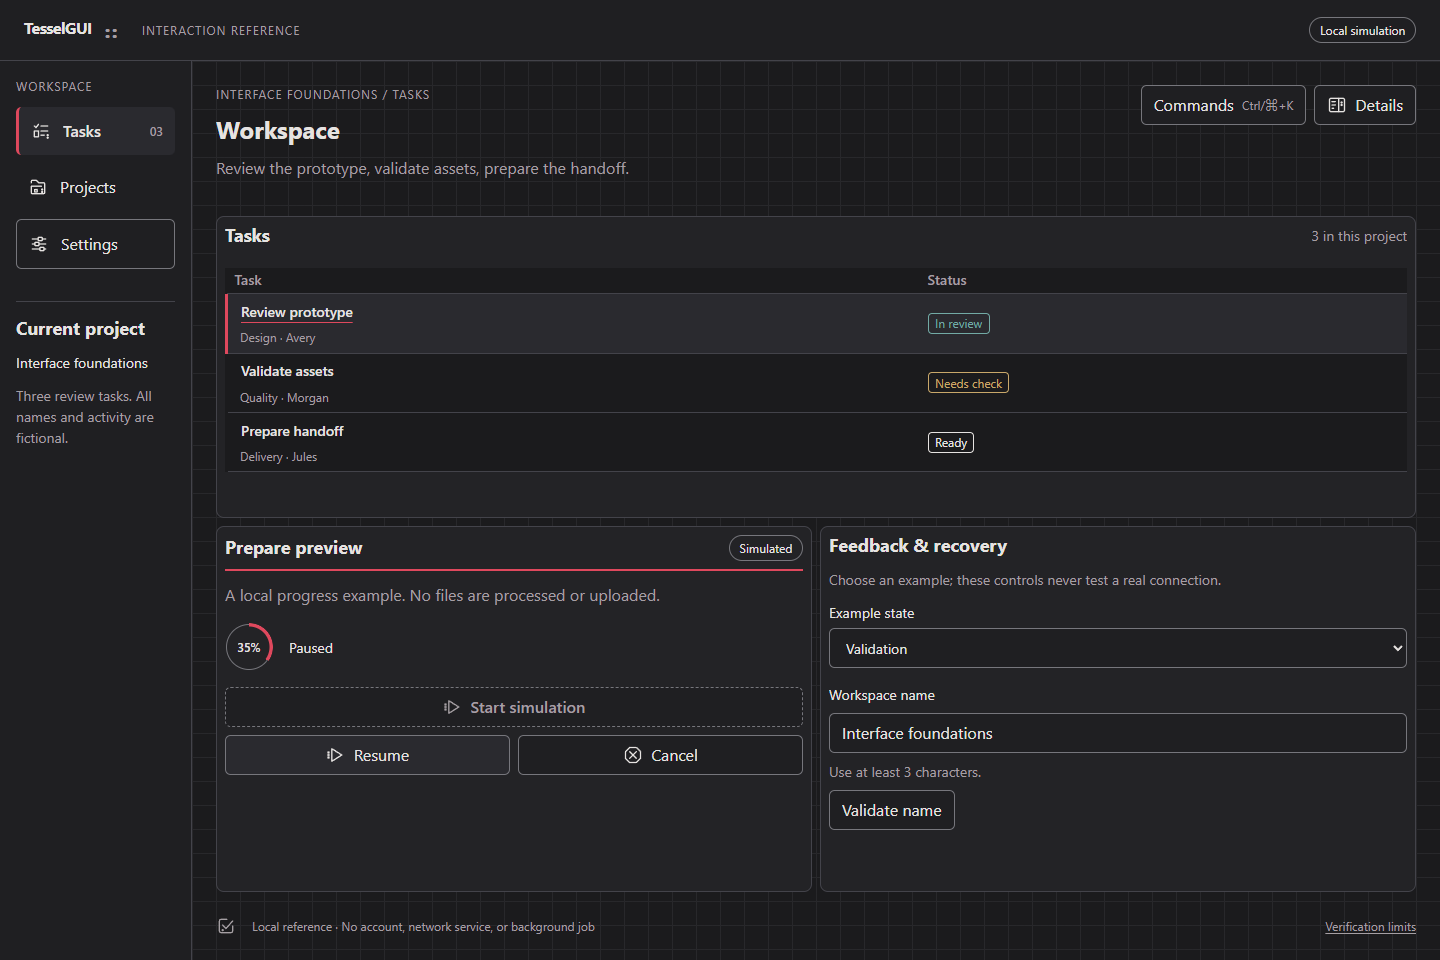 TesselGUI
INTERACTION REFERENCE
Local simulation
WORKSPACE
Tasks 03
Projects
Settings
Current project
Interface foundations
Three review tasks. All
names and activity are
fictional.
INTERFACE FOUNDATIONS / TASKS
Workspace
Review the prototype, validate assets, prepare the handoff.
Commands Ctrl/⌘+K
Details
Tasks
3 in this project
Task Status
Review prototype
Design · Avery
In review
Validate assets
Quality · Morgan
Needs check
Prepare handoff
Delivery · Jules
Ready
Prepare preview
Simulated
A local progress example. No files are processed or uploaded.
35% Paused
Start simulation
Resume
Cancel
Feedback & recovery
Choose an example; these controls never test a real connection.
Example state
Validation
Workspace name
Interface foundations
Use at least 3 characters.
Validate name
Local reference · No account, network service, or background job
Verification limits